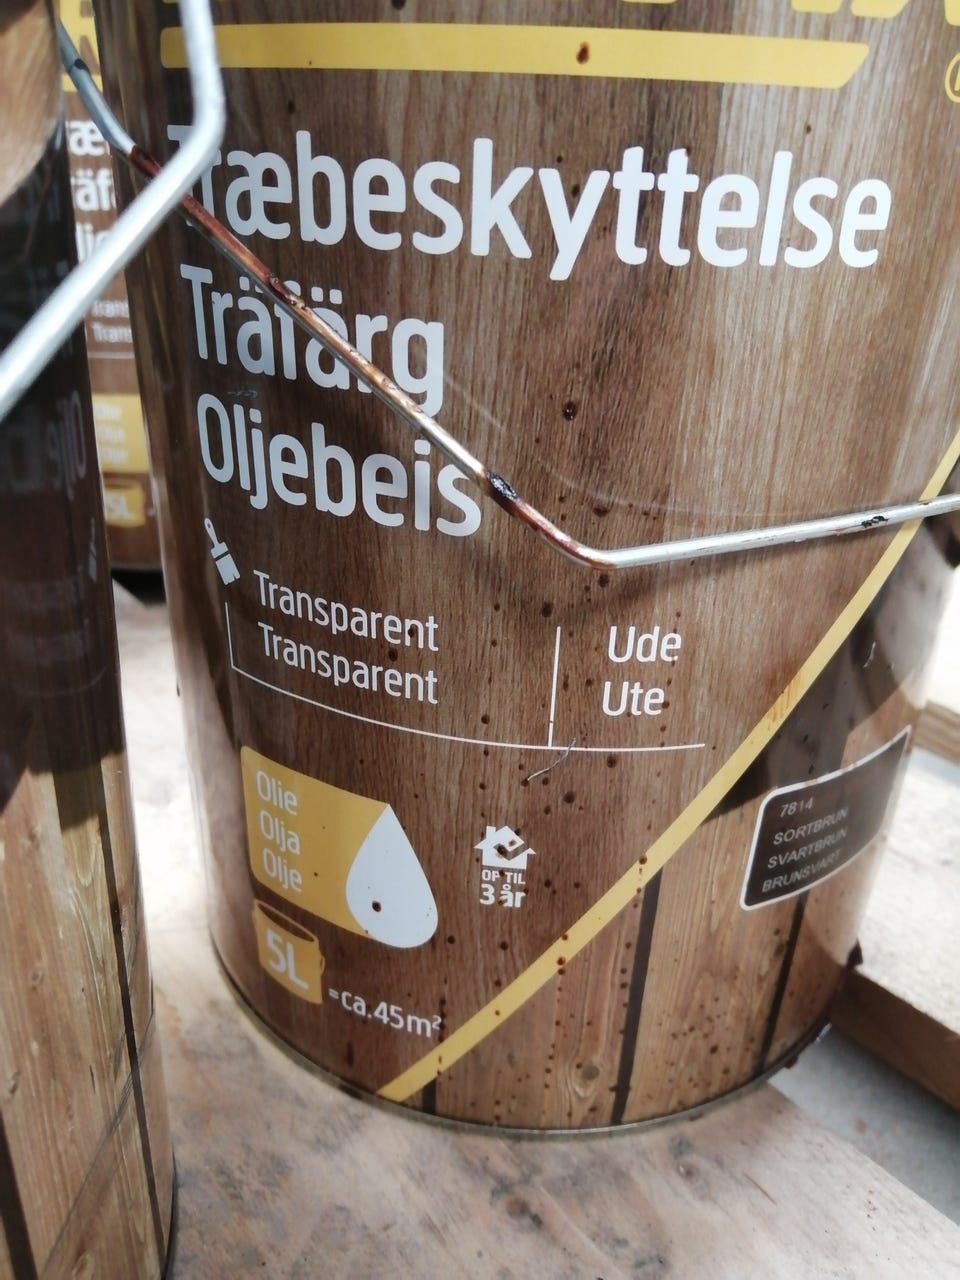 Træbeskyttelse
Träfärg
Oljebeis
Transparent
Transparent
Ude
Ute
Olie
Olja
Olje
OP TIL
3 år
5L
=ca.45m²
7814
SORTBRUN
SVARTBRUN
BRUNSVART
5L